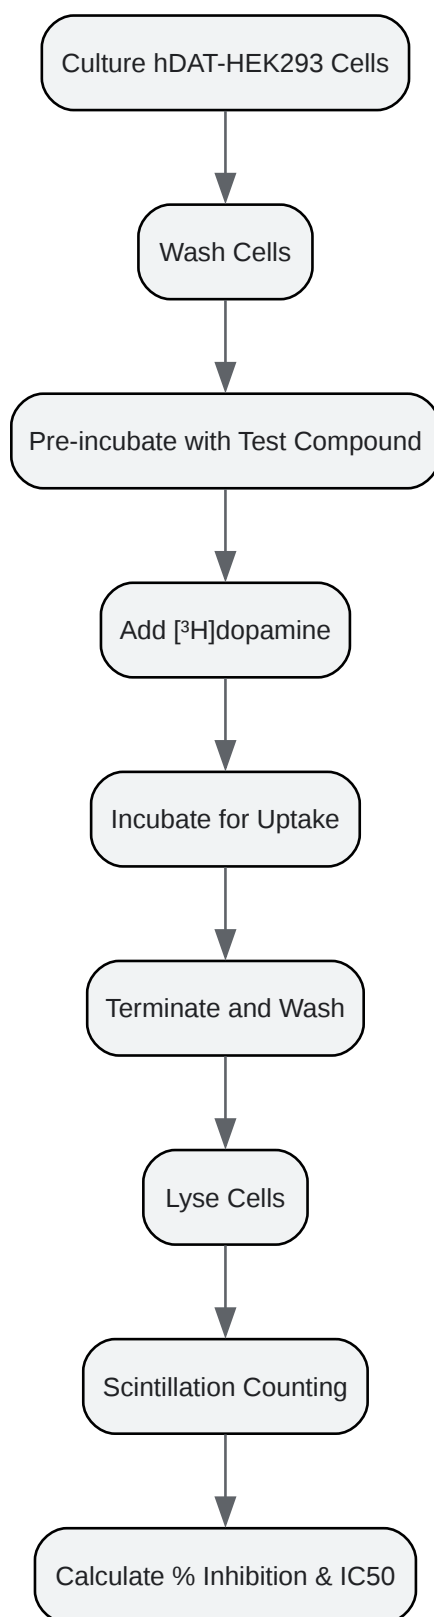 Culture hDAT-HEK293 Cells
Wash Cells
Pre-incubate with Test Compound
Add [³H]dopamine
Incubate for Uptake
Terminate and Wash
Lyse Cells
Scintillation Counting
Calculate % Inhibition & IC50